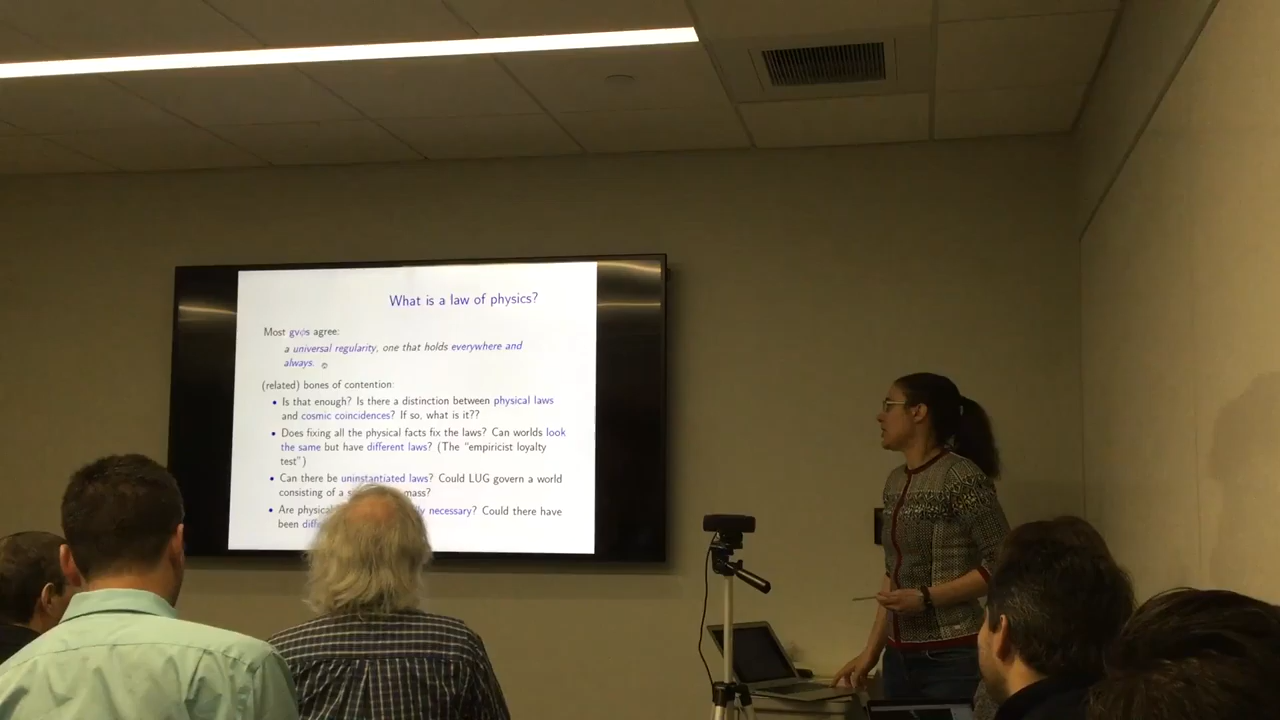 What is a law of physics?
Most gvcs agree:
a universal regularity, one that holds everywhere and
always.
(related) bones of contention:
• Is that enough? Is there a distinction between physical laws
and cosmic coincidences? If so, what is it??
• Does fixing all the physical facts fix the laws? Can worlds look
the same but have different laws? (The "empiricist loyalty
test")
• Can there be uninstantiated laws? Could LUG govern a world
consisting of a mass?
• Are necessary? Could there have
been